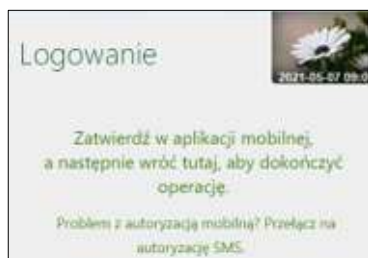 Logowanie
2021-05-07 09:0
Zatwierdź w aplikacji mobilnej,
a następnie wróć tutaj, aby dokończyć
operację.
Problem z autoryzacją mobilną? Przełącz na
autoryzację SMS.